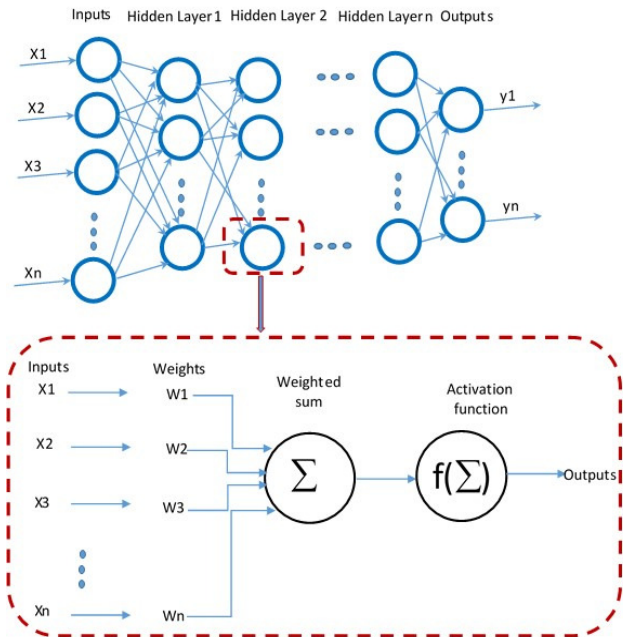 Inputs Hidden Layer 1 Hidden Layer 2 Hidden Layer n Outputs
X1
X2
X3
Xn
y1
yn
Inputs
Weights
Weighted
sum
Activation
function
X1 W1
X2 W2
X3 W3
Xn Wn
∑
f(∑)
Outputs